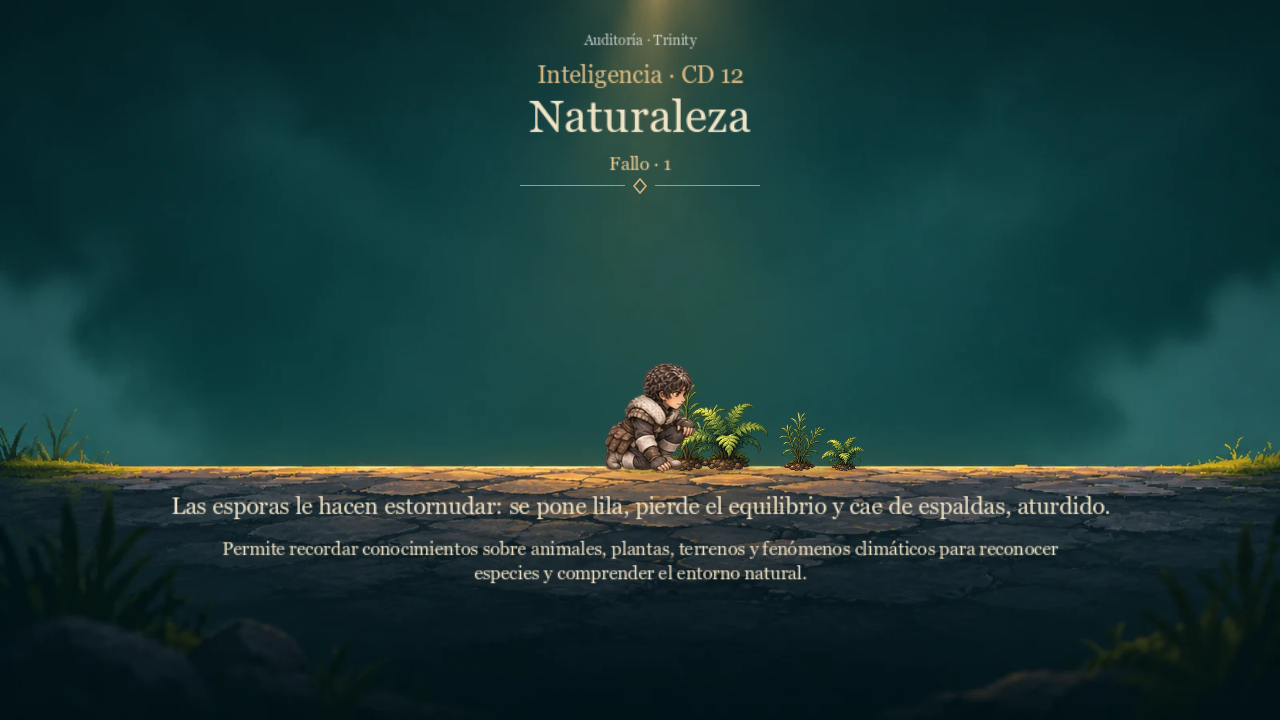 Auditoría · Trinity
Inteligencia · CD 12
Naturaleza
Fallo · 1
Las esporas le hacen estornudar: se pone lila, pierde el equilibrio y cae de espaldas, aturdido.
Permite recordar conocimientos sobre animales, plantas, terrenos y fenómenos climáticos para reconocer
especies y comprender el entorno natural.